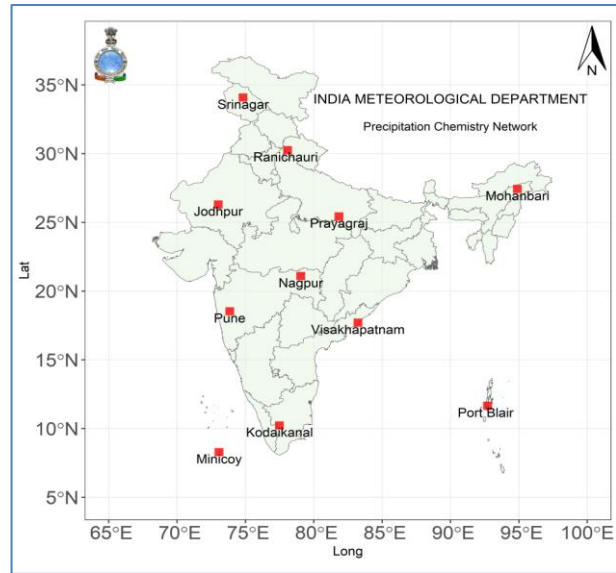 35°N
Srinagar
INDIA METEOROLOGICAL DEPARTMENT
Precipitation Chemistry Network
30°N
Ranichauri
Mohanbari
Jodhpur
25°N
Prayagraj
Lat
Nagpur
20°N
Pune
Visakhapatnam
15°N
Port Blair
10°N
Kodaikanal
Minicoy
5°N
65°E 70°E 75°E 80°E 85°E 90°E 95°E 100°E
Long
N